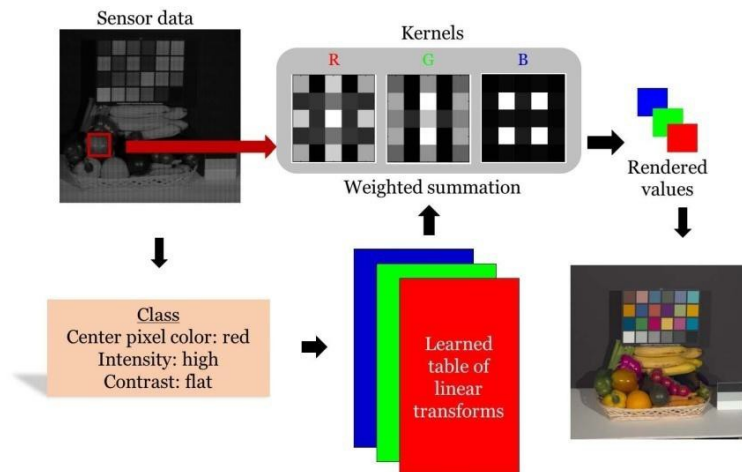 Sensor data
Kernels
R
G
B
Weighted summation
Rendered
values
Class
Center pixel color: red
Intensity: high
Contrast: flat
Learned
table of
linear
transforms